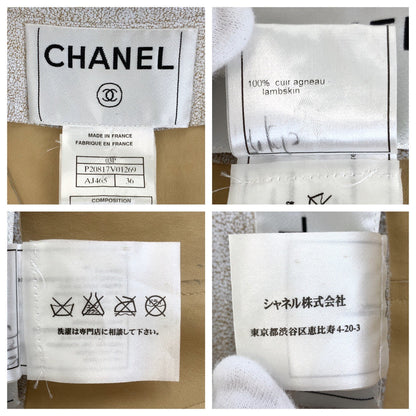 CHANEL
MADE IN FRANCE
FABRIQUE EN FRANCE
03P
P20817V01269
AJ465 36
COMPOSITION
100% cuir agneau
lambskin
洗濯は専門店に相談して下さい。
シャネル株式会社
東京都渋谷区恵比寿4-20-3